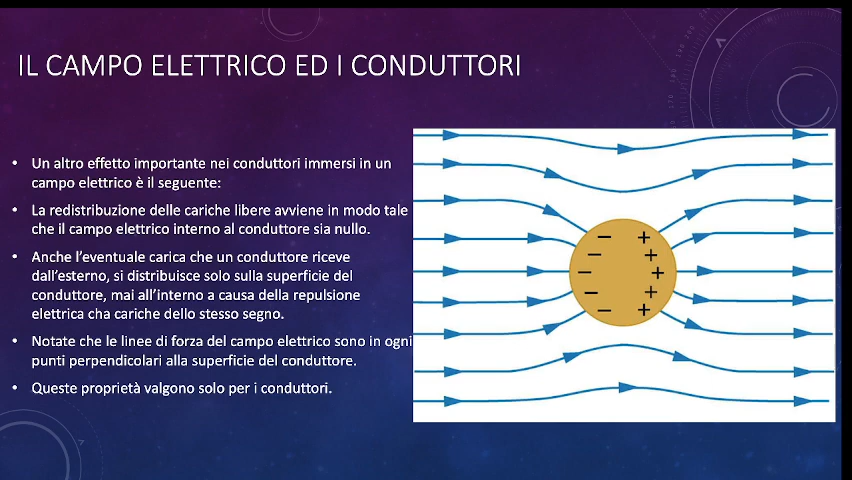 IL CAMPO ELETTRICO ED I CONDUTTORI
• Un altro effetto importante nei conduttori immersi in un
campo elettrico è il seguente:
• La redistribuzione delle cariche libere avviene in modo tale
che il campo elettrico interno al conduttore sia nullo.
• Anche l'eventuale carica che un conduttore riceve
dall'esterno, si distribuisce solo sulla superficie del
conduttore, mai all'interno a causa della repulsione
elettrica cha cariche dello stesso segno.
• Notate che le linee di forza del campo elettrico sono in ogni
punti perpendicolari alla superficie del conduttore.
• Queste proprietà valgono solo per i conduttori.
− +
− +
− +
− +
− +